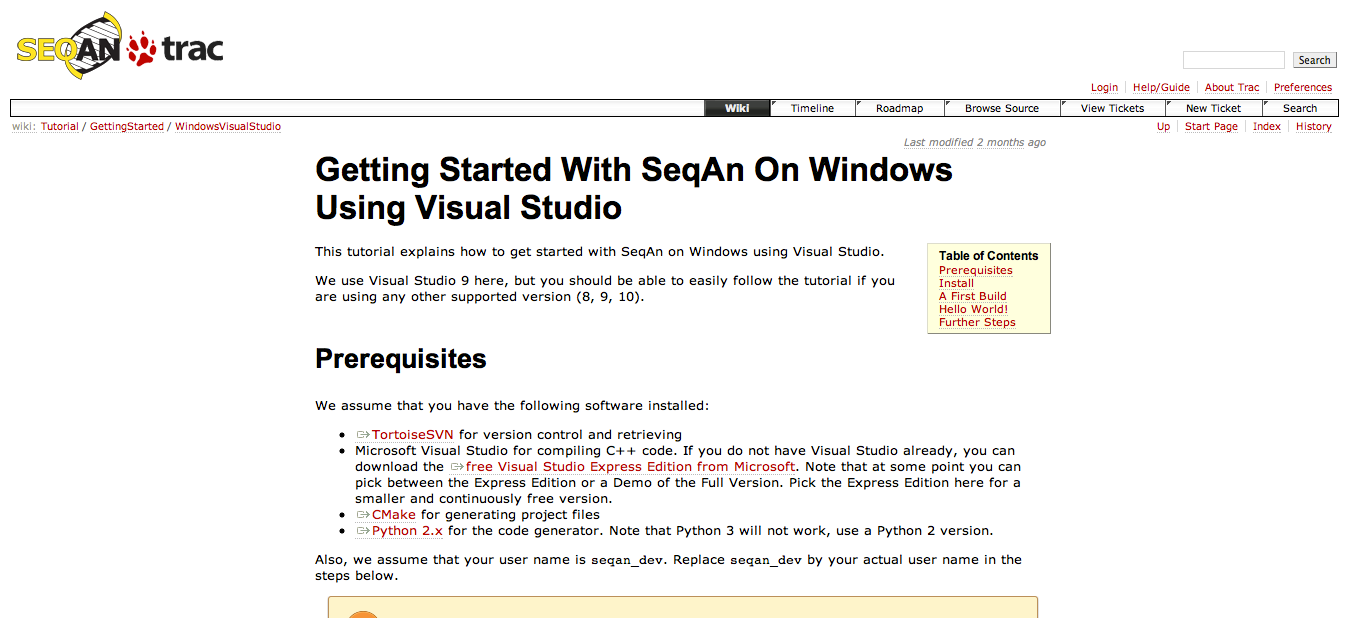 SEQAN trac
Search
Login Help/Guide About Trac Preferences
Wiki Timeline Roadmap Browse Source View Tickets New Ticket Search
wiki: Tutorial / GettingStarted / WindowsVisualStudio
Up Start Page Index History
Last modified 2 months ago
Getting Started With SeqAn On Windows
Using Visual Studio
This tutorial explains how to get started with SeqAn on Windows using Visual Studio.
We use Visual Studio 9 here, but you should be able to easily follow the tutorial if you
are using any other supported version (8, 9, 10).
Table of Contents
Prerequisites
Install
A First Build
Hello World!
Further Steps
Prerequisites
We assume that you have the following software installed:
• TortoiseSVN for version control and retrieving
• Microsoft Visual Studio for compiling C++ code. If you do not have Visual Studio already, you can
download the free Visual Studio Express Edition from Microsoft. Note that at some point you can
pick between the Express Edition or a Demo of the Full Version. Pick the Express Edition here for a
smaller and continuously free version.
• CMake for generating project files
• Python 2.x for the code generator. Note that Python 3 will not work, use a Python 2 version.
Also, we assume that your user name is seqan_dev. Replace seqan_dev by your actual user name in the
steps below.